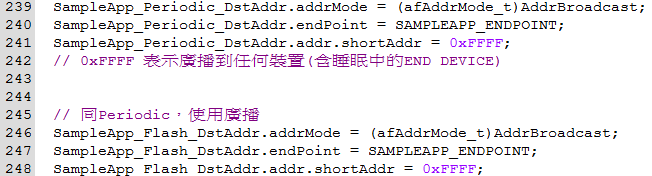 239 SampleApp_Periodic_DstAddr.addrMode = (afAddrMode_t)AddrBroadcast;
240 SampleApp_Periodic_DstAddr.endPoint = SAMPLEAPP_ENDPOINT;
241 SampleApp_Periodic_DstAddr.addr.shortAddr = 0xFFFF;
242 // 0xFFFF 表示廣播到任何裝置(含睡眠中的END DEVICE)
243
244
245 // 同Periodic，使用廣播
246 SampleApp_Flash_DstAddr.addrMode = (afAddrMode_t)AddrBroadcast;
247 SampleApp_Flash_DstAddr.endPoint = SAMPLEAPP_ENDPOINT;
248 SampleApp_Flash_DstAddr.addr.shortAddr = 0xFFFF;